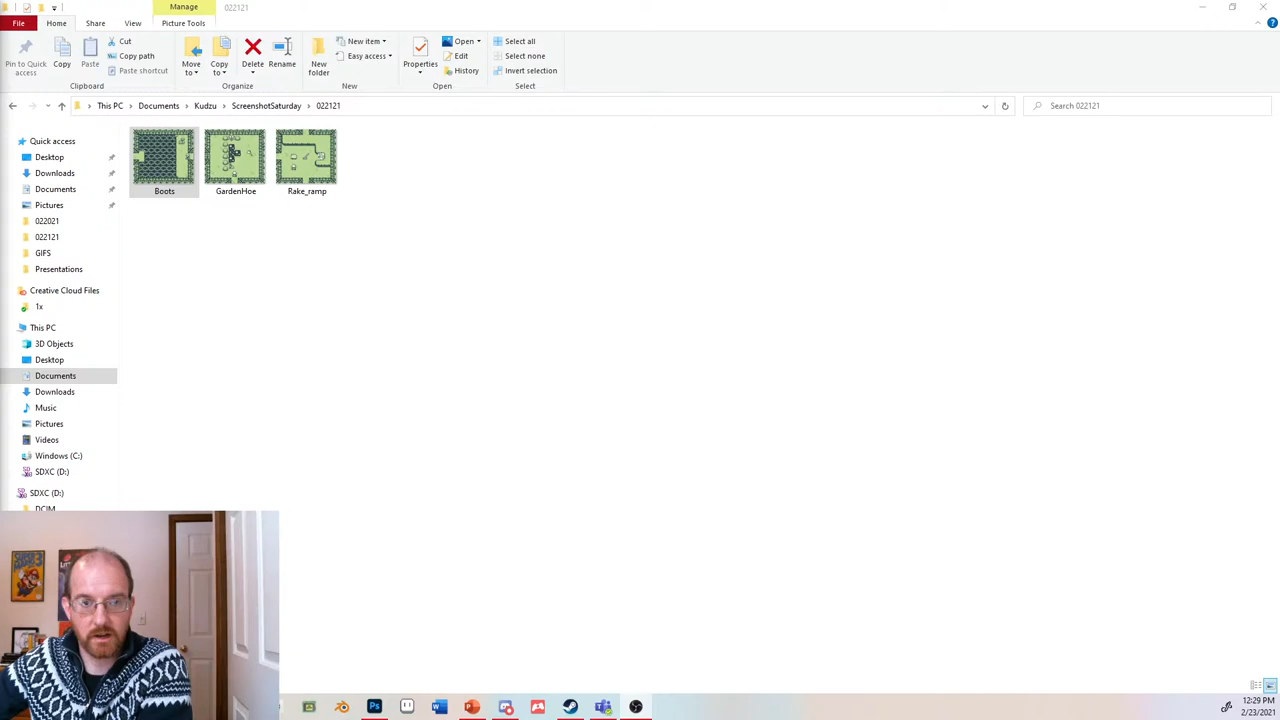 Manage
022121
File
Home
Share
View
Picture Tools
Pin to Quick access
Copy
Paste
Cut
Copy path
Paste shortcut
Clipboard
Move to
Copy to
Delete
Rename
Organize
New folder
New item
Easy access
New
Properties
Open
Edit
History
Open
Select all
Select none
Invert selection
Select
This PC > Documents > Kudzu > ScreenshotSaturday > 022121
Search 022121
Quick access
Desktop
Downloads
Documents
Pictures
022021
022121
GIFS
Presentations
Creative Cloud Files
1x
This PC
3D Objects
Desktop
Documents
Downloads
Music
Pictures
Videos
Windows (C:)
SDXC (D:)
SDXC (D:)
DCIM
Boots
GardenHoe
Rake_ramp
12:29 PM
2/23/2021